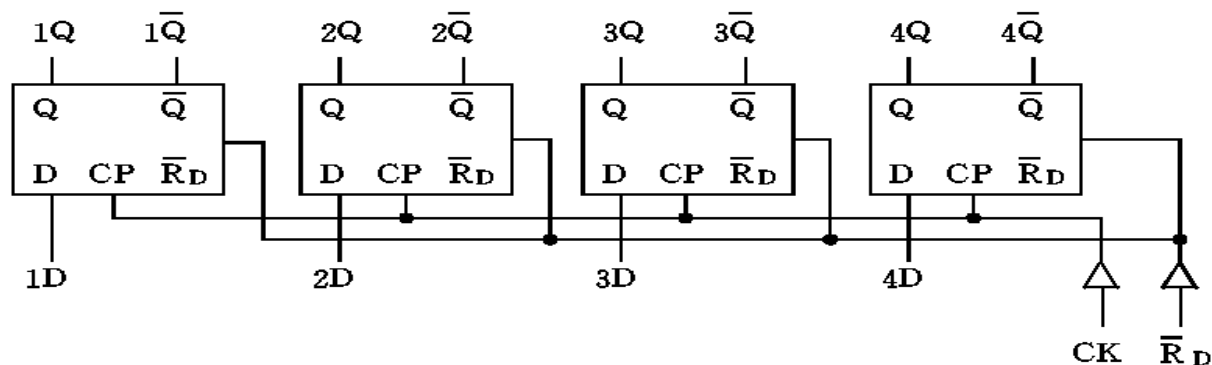 1Q 1Q̅ 2Q 2Q̅ 3Q 3Q̅ 4Q 4Q̅
Q Q̅ Q Q̅ Q Q̅ Q Q̅
D CP R̅D D CP R̅D D CP R̅D D CP R̅D
1D 2D 3D 4D
CK R̅D